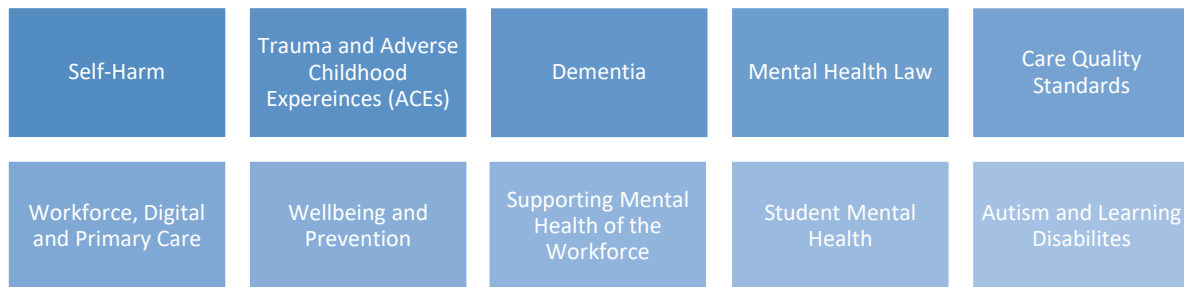 Self-Harm
Trauma and Adverse
Childhood
Expereinces (ACEs)
Dementia
Mental Health Law
Care Quality
Standards
Workforce, Digital
and Primary Care
Wellbeing and
Prevention
Supporting Mental
Health of the
Workforce
Student Mental
Health
Autism and Learning
Disabilites